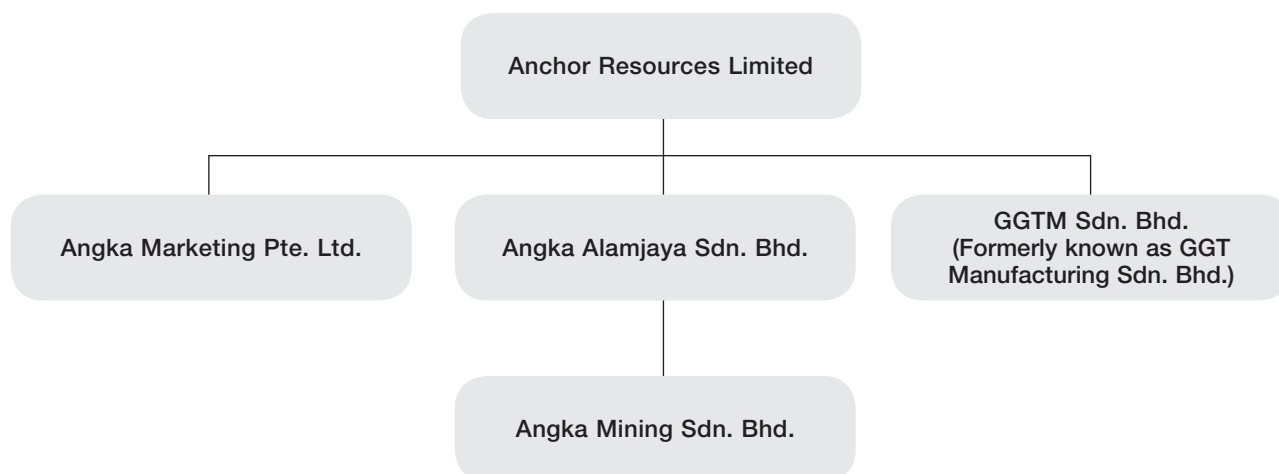 Anchor Resources Limited
Angka Marketing Pte. Ltd.
Angka Alamjaya Sdn. Bhd.
GGTM Sdn. Bhd.
(Formerly known as GGT
Manufacturing Sdn. Bhd.)
Angka Mining Sdn. Bhd.